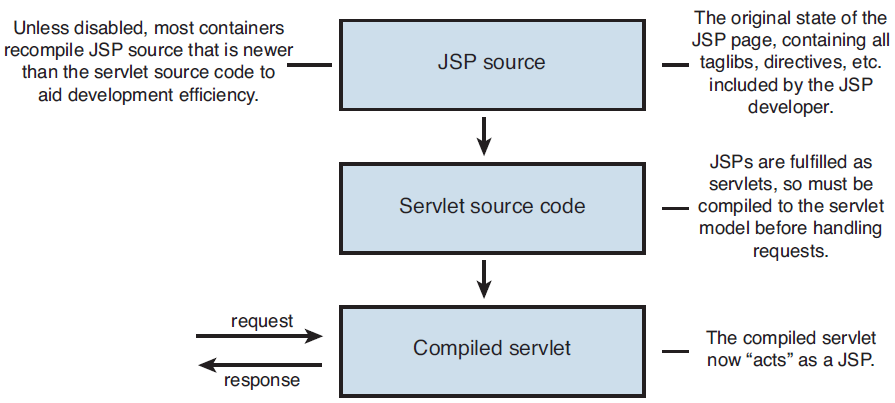 Unless disabled, most containers
recompile JSP source that is newer
than the servlet source code to
aid development efficiency.
JSP source
The original state of the
JSP page, containing all
taglibs, directives, etc.
included by the JSP
developer.
Servlet source code
JSPs are fulfilled as
servlets, so must be
compiled to the servlet
model before handling
requests.
request
response
Compiled servlet
The compiled servlet
now “acts” as a JSP.